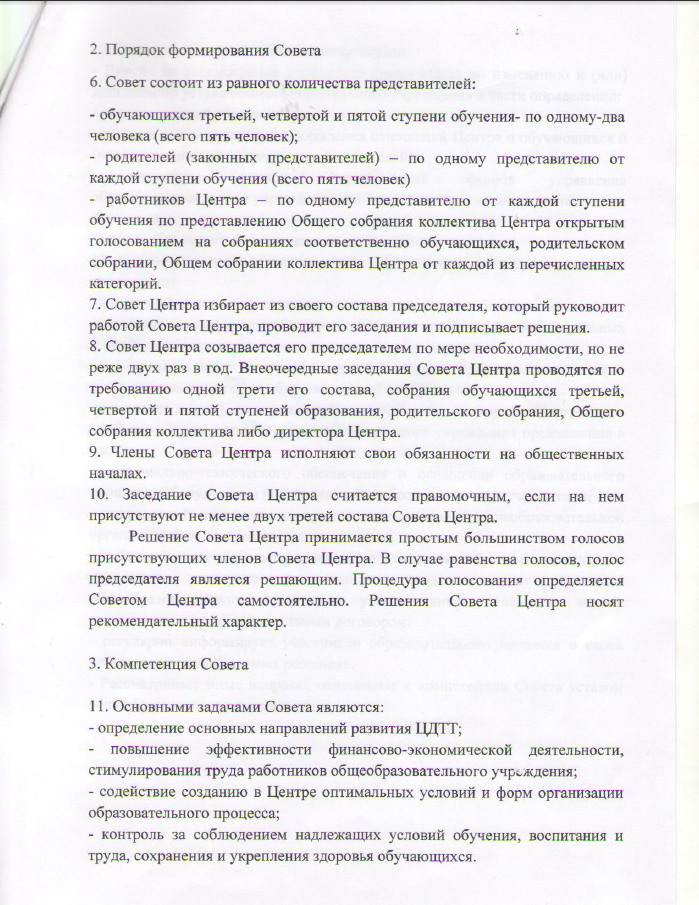 2. Порядок формирования Совета
6. Совет состоит из равного количества представителей:
- обучающихся третьей, четвертой и пятой ступени обучения- по одному-два
человека (всего пять человек);
- родителей (законных представителей) – по одному представителю от
каждой ступени обучения (всего пять человек)
- работников Центра – по одному представителю от каждой ступени
обучения по представлению Общего собрания коллектива Центра открытым
голосованием на собраниях соответственно обучающихся, родительском
собрании, Общем собрании коллектива Центра от каждой из перечисленных
категорий.
7. Совет Центра избирает из своего состава председателя, который руководит
работой Совета Центра, проводит его заседания и подписывает решения.
8. Совет Центра созывается его председателем по мере необходимости, но не
реже двух раз в год. Внеочередные заседания Совета Центра проводятся по
требованию одной трети его состава, собрания обучающихся третьей,
четвертой и пятой ступеней образования, родительского собрания, Общего
собрания коллектива либо директора Центра.
9. Члены Совета Центра исполняют свои обязанности на общественных
началах.
10. Заседание Совета Центра считается правомочным, если на нем
присутствуют не менее двух третей состава Совета Центра.
Решение Совета Центра принимается простым большинством голосов
присутствующих членов Совета Центра. В случае равенства голосов, голос
председателя является решающим. Процедура голосования определяется
Советом Центра самостоятельно. Решения Совета Центра носят
рекомендательный характер.
3. Компетенция Совета
11. Основными задачами Совета являются:
- определение основных направлений развития ЦДТТ;
- повышение эффективности финансово-экономической деятельности,
стимулирования труда работников общеобразовательного учреждения;
- содействие созданию в Центре оптимальных условий и форм организации
образовательного процесса;
- контроль за соблюдением надлежащих условий обучения, воспитания и
труда, сохранения и укрепления здоровья обучающихся.